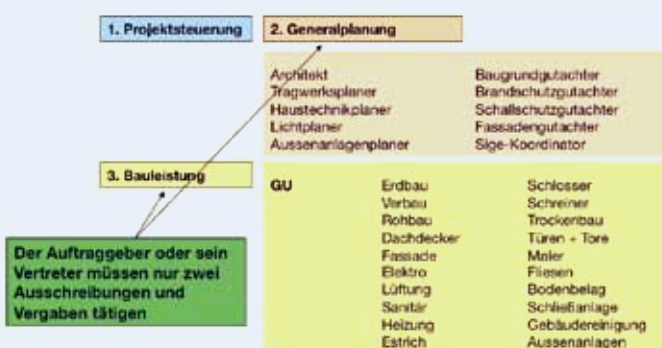 1. Projektsteuerung
2. Generalplanung
Architekt
Tragwerksplaner
Haustechnikplaner
Lichtplaner
Aussenanlagenplaner
Baugrundgutachter
Brandschutzgutachter
Schallschutzgutachter
Fassadengutachter
Sige-Koordinator
3. Bauleistung
GU
Erdbau
Verbau
Rohbau
Dachdecker
Fassade
Elektro
Lüftung
Sanitär
Heizung
Estrich
Schlosser
Schreiner
Trockenbau
Türen + Tore
Maler
Fliesen
Bodenbelag
Schließanlage
Gebäudereinigung
Aussenanlagen
Der Auftraggeber oder sein
Vertreter müssen nur zwei
Ausschreibungen und
Vergaben tätigen